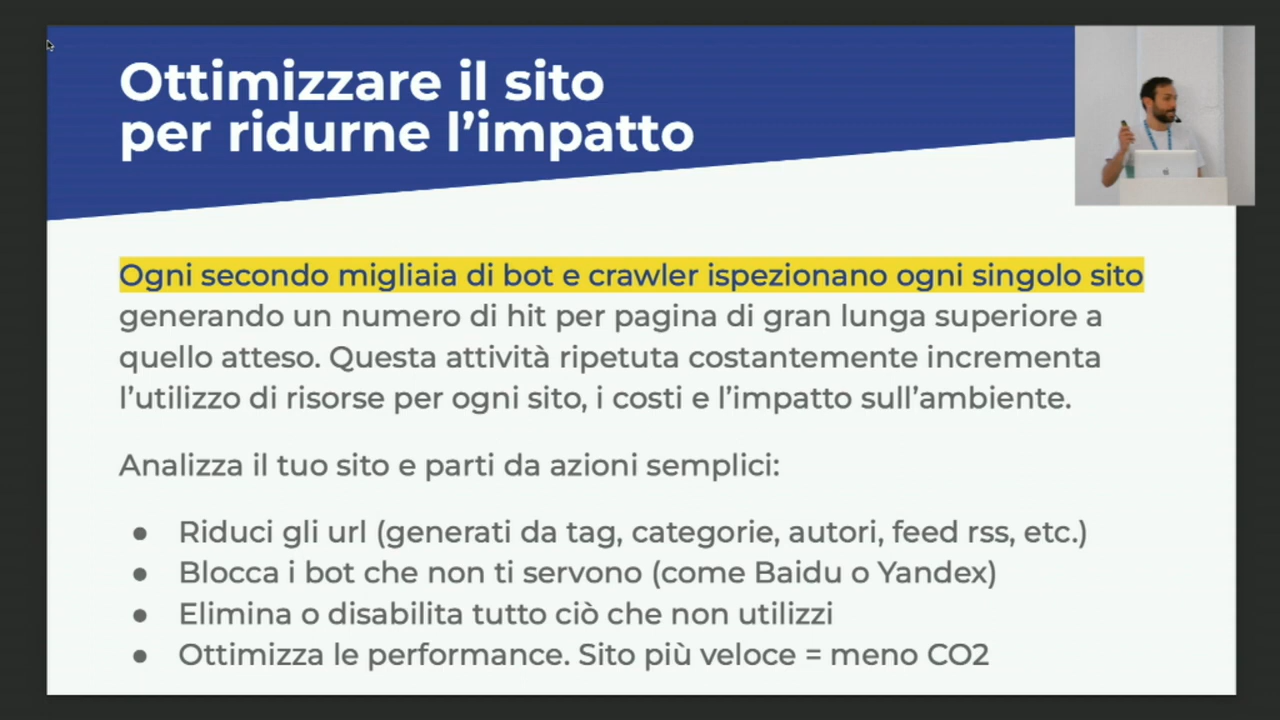 Ottimizzare il sito
per ridurne l’impatto
Ogni secondo migliaia di bot e crawler ispezionano ogni singolo sito
generando un numero di hit per pagina di gran lunga superiore a
quello atteso. Questa attività ripetuta costantemente incrementa
l’utilizzo di risorse per ogni sito, i costi e l’impatto sull’ambiente.
Analizza il tuo sito e parti da azioni semplici:
● Riduci gli url (generati da tag, categorie, autori, feed rss, etc.)
● Blocca i bot che non ti servono (come Baidu o Yandex)
● Elimina o disabilita tutto ciò che non utilizzi
● Ottimizza le performance. Sito più veloce = meno CO2